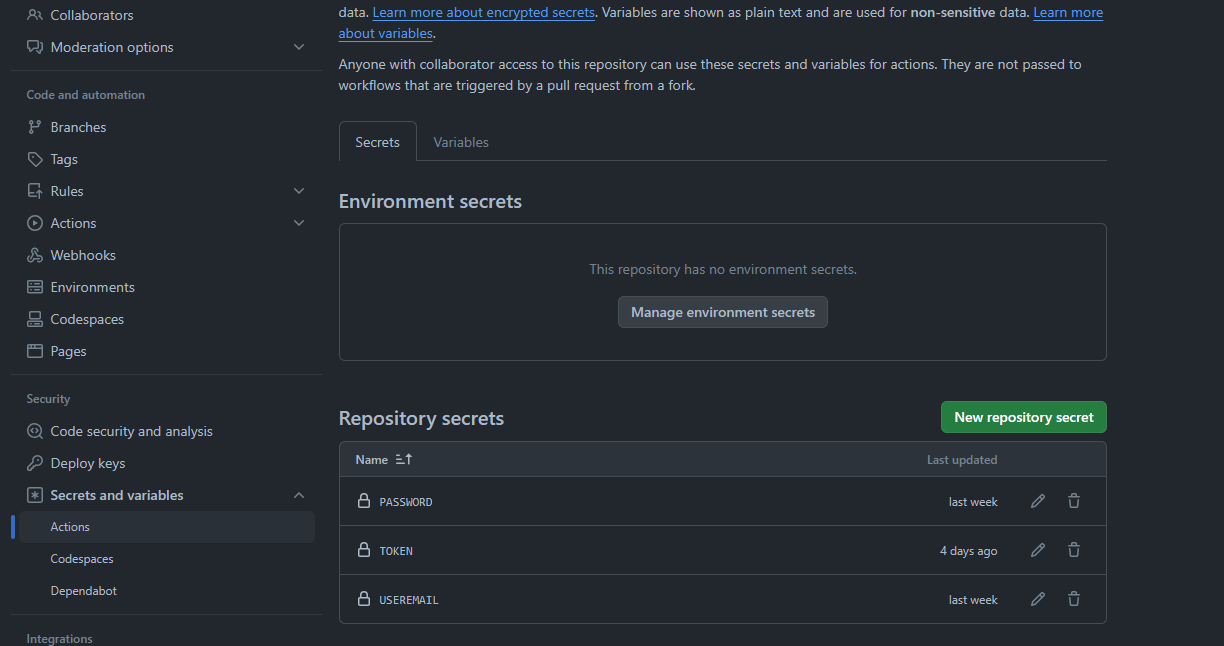 Collaborators
Moderation options
Code and automation
Branches
Tags
Rules
Actions
Webhooks
Environments
Codespaces
Pages
Security
Code security and analysis
Deploy keys
Secrets and variables
Actions
Codespaces
Dependabot
Integrations
data. Learn more about encrypted secrets. Variables are shown as plain text and are used for non-sensitive data. Learn more
about variables.
Anyone with collaborator access to this repository can use these secrets and variables for actions. They are not passed to
workflows that are triggered by a pull request from a fork.
Secrets Variables
Environment secrets
This repository has no environment secrets.
Manage environment secrets
Repository secrets New repository secret
Name Last updated
PASSWORD last week
TOKEN 4 days ago
USEREMAIL last week